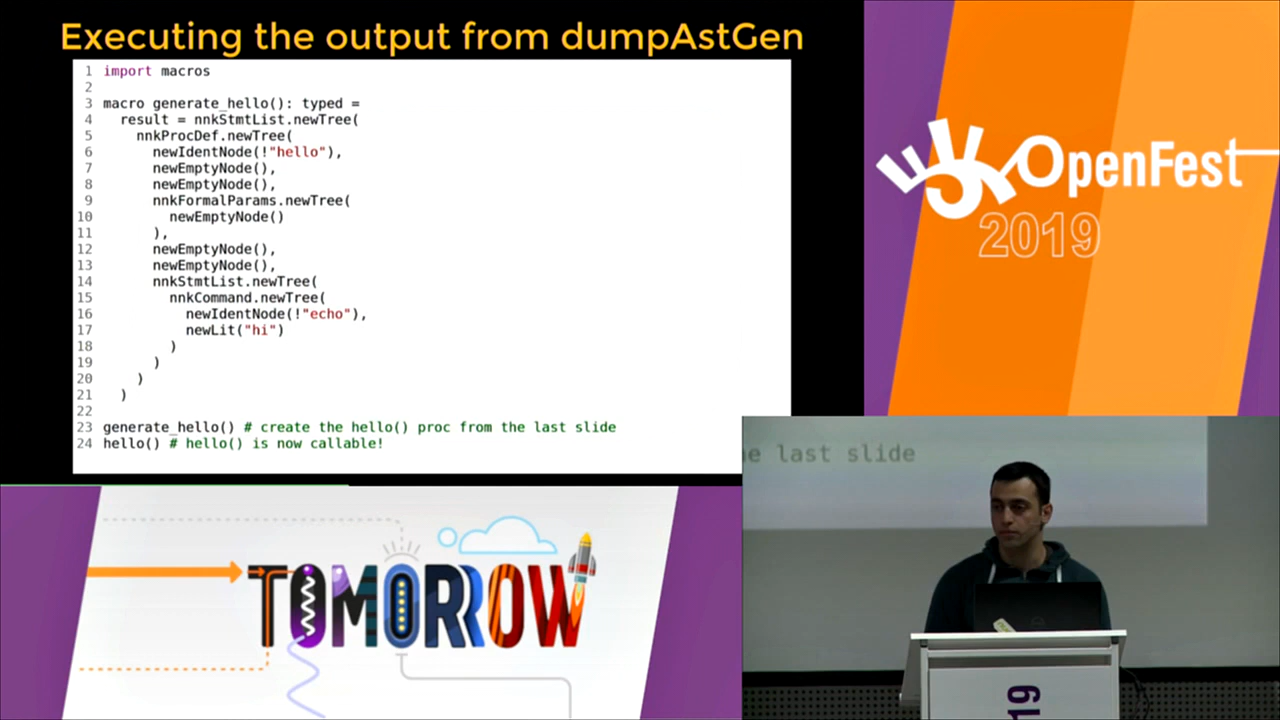 Executing the output from dumpAstGen
1 import macros
2
3 macro generate_hello(): typed =
4   result = nnkStmtList.newTree(
5     nnkProcDef.newTree(
6       newIdentNode(!"hello"),
7       newEmptyNode(),
8       newEmptyNode(),
9       nnkFormalParams.newTree(
10         newEmptyNode()
11       ),
12       newEmptyNode(),
13       newEmptyNode(),
14       nnkStmtList.newTree(
15         nnkCommand.newTree(
16           newIdentNode(!"echo"),
17           newLit("hi")
18         )
19       )
20     )
21   )
22
23 generate_hello() # create the hello() proc from the last slide
24 hello() # hello() is now callable!
OpenFest
2019
e last slide
TOMORROW
19